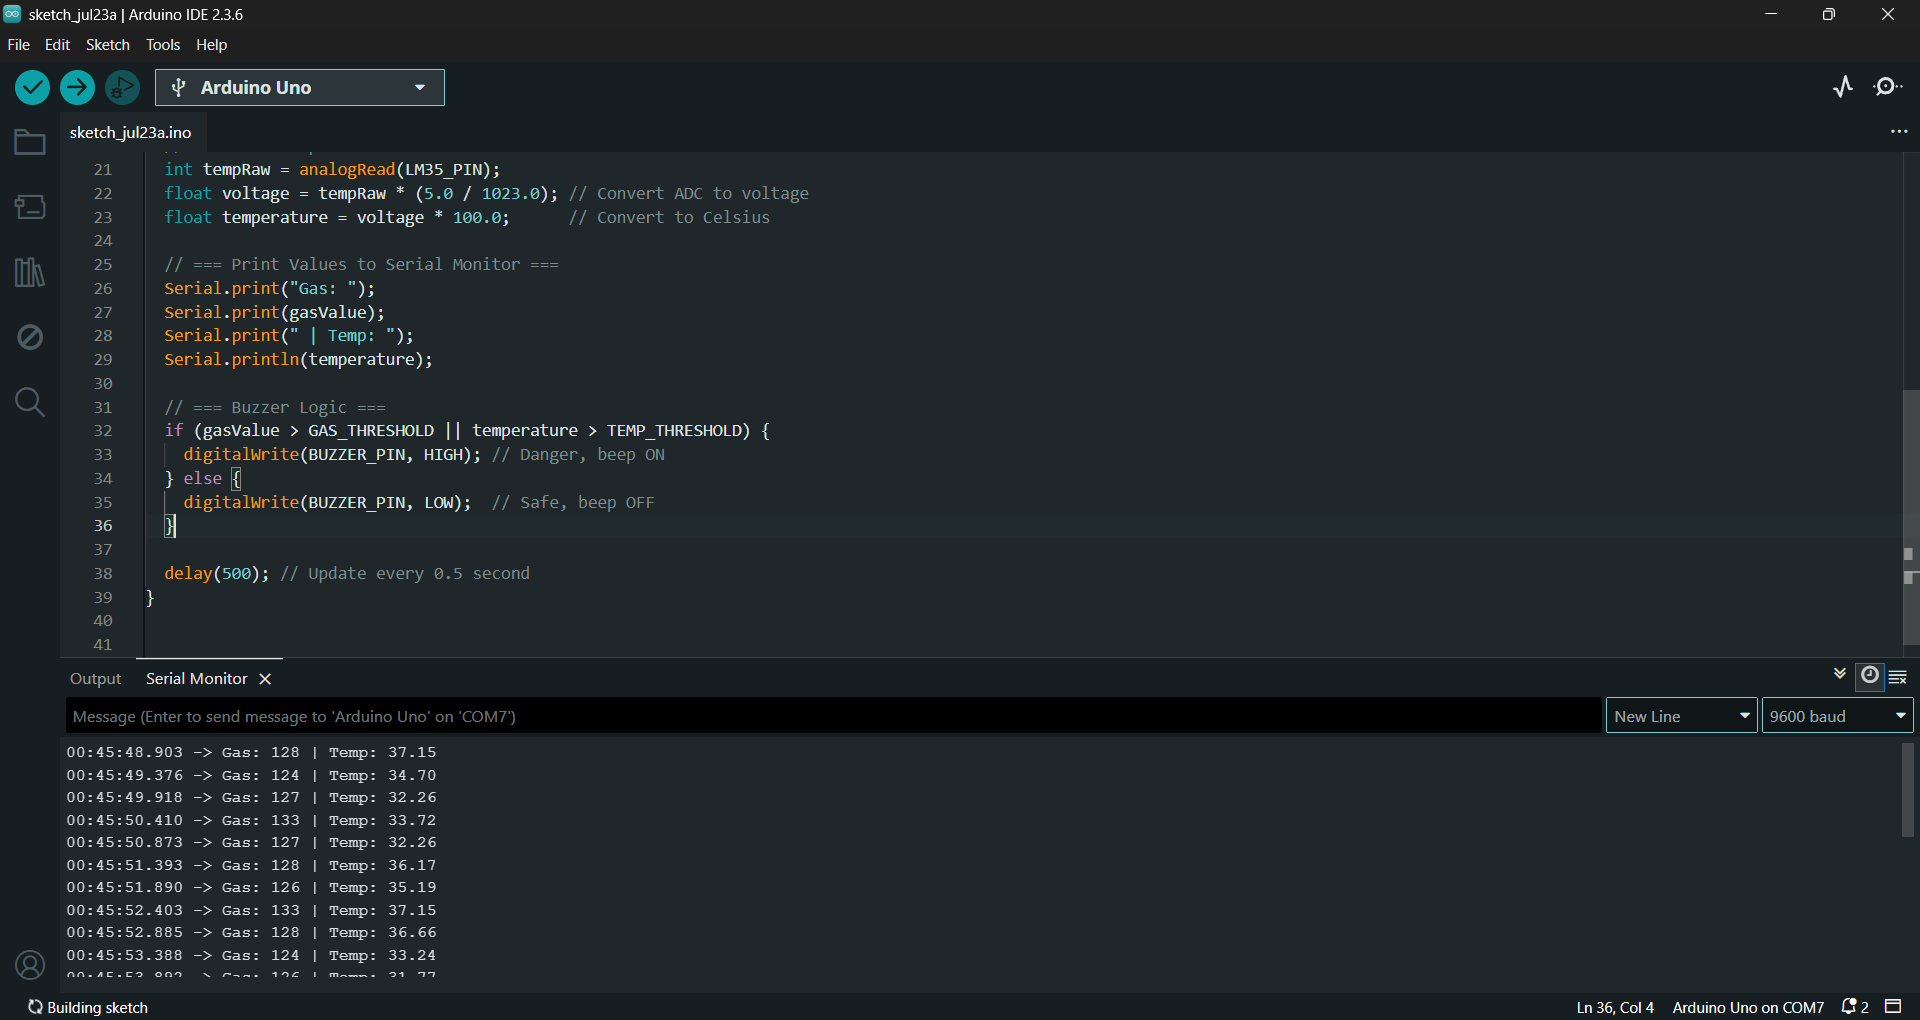 sketch_jul23a | Arduino IDE 2.3.6
File Edit Sketch Tools Help
Arduino Uno
sketch_jul23a.ino
21 int tempRaw = analogRead(LM35_PIN);
22 float voltage = tempRaw * (5.0 / 1023.0); // Convert ADC to voltage
23 float temperature = voltage * 100.0; // Convert to Celsius
24
25 // === Print Values to Serial Monitor ===
26 Serial.print("Gas: ");
27 Serial.print(gasValue);
28 Serial.print(" | Temp: ");
29 Serial.println(temperature);
30
31 // === Buzzer Logic ===
32 if (gasValue > GAS_THRESHOLD || temperature > TEMP_THRESHOLD) {
33 digitalWrite(BUZZER_PIN, HIGH); // Danger, beep ON
34 } else {
35 digitalWrite(BUZZER_PIN, LOW); // Safe, beep OFF
36 }
37
38 delay(500); // Update every 0.5 second
39 }
40
41
Output Serial Monitor
Message (Enter to send message to 'Arduino Uno' on 'COM7')
New Line
9600 baud
00:45:48.903 -> Gas: 128 | Temp: 37.15
00:45:49.376 -> Gas: 124 | Temp: 34.70
00:45:49.918 -> Gas: 127 | Temp: 32.26
00:45:50.410 -> Gas: 133 | Temp: 33.72
00:45:50.873 -> Gas: 127 | Temp: 32.26
00:45:51.393 -> Gas: 128 | Temp: 36.17
00:45:51.890 -> Gas: 126 | Temp: 35.19
00:45:52.403 -> Gas: 133 | Temp: 37.15
00:45:52.885 -> Gas: 128 | Temp: 36.66
00:45:53.388 -> Gas: 124 | Temp: 33.24
Building sketch
Ln 36, Col 4 Arduino Uno on COM7 2